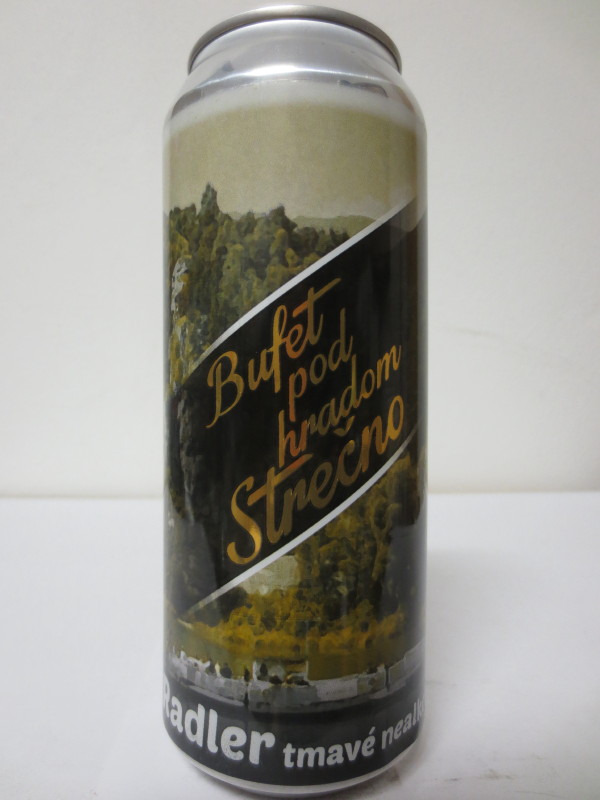 Bufet
pod
hradom
Strečno
Radler tmavé